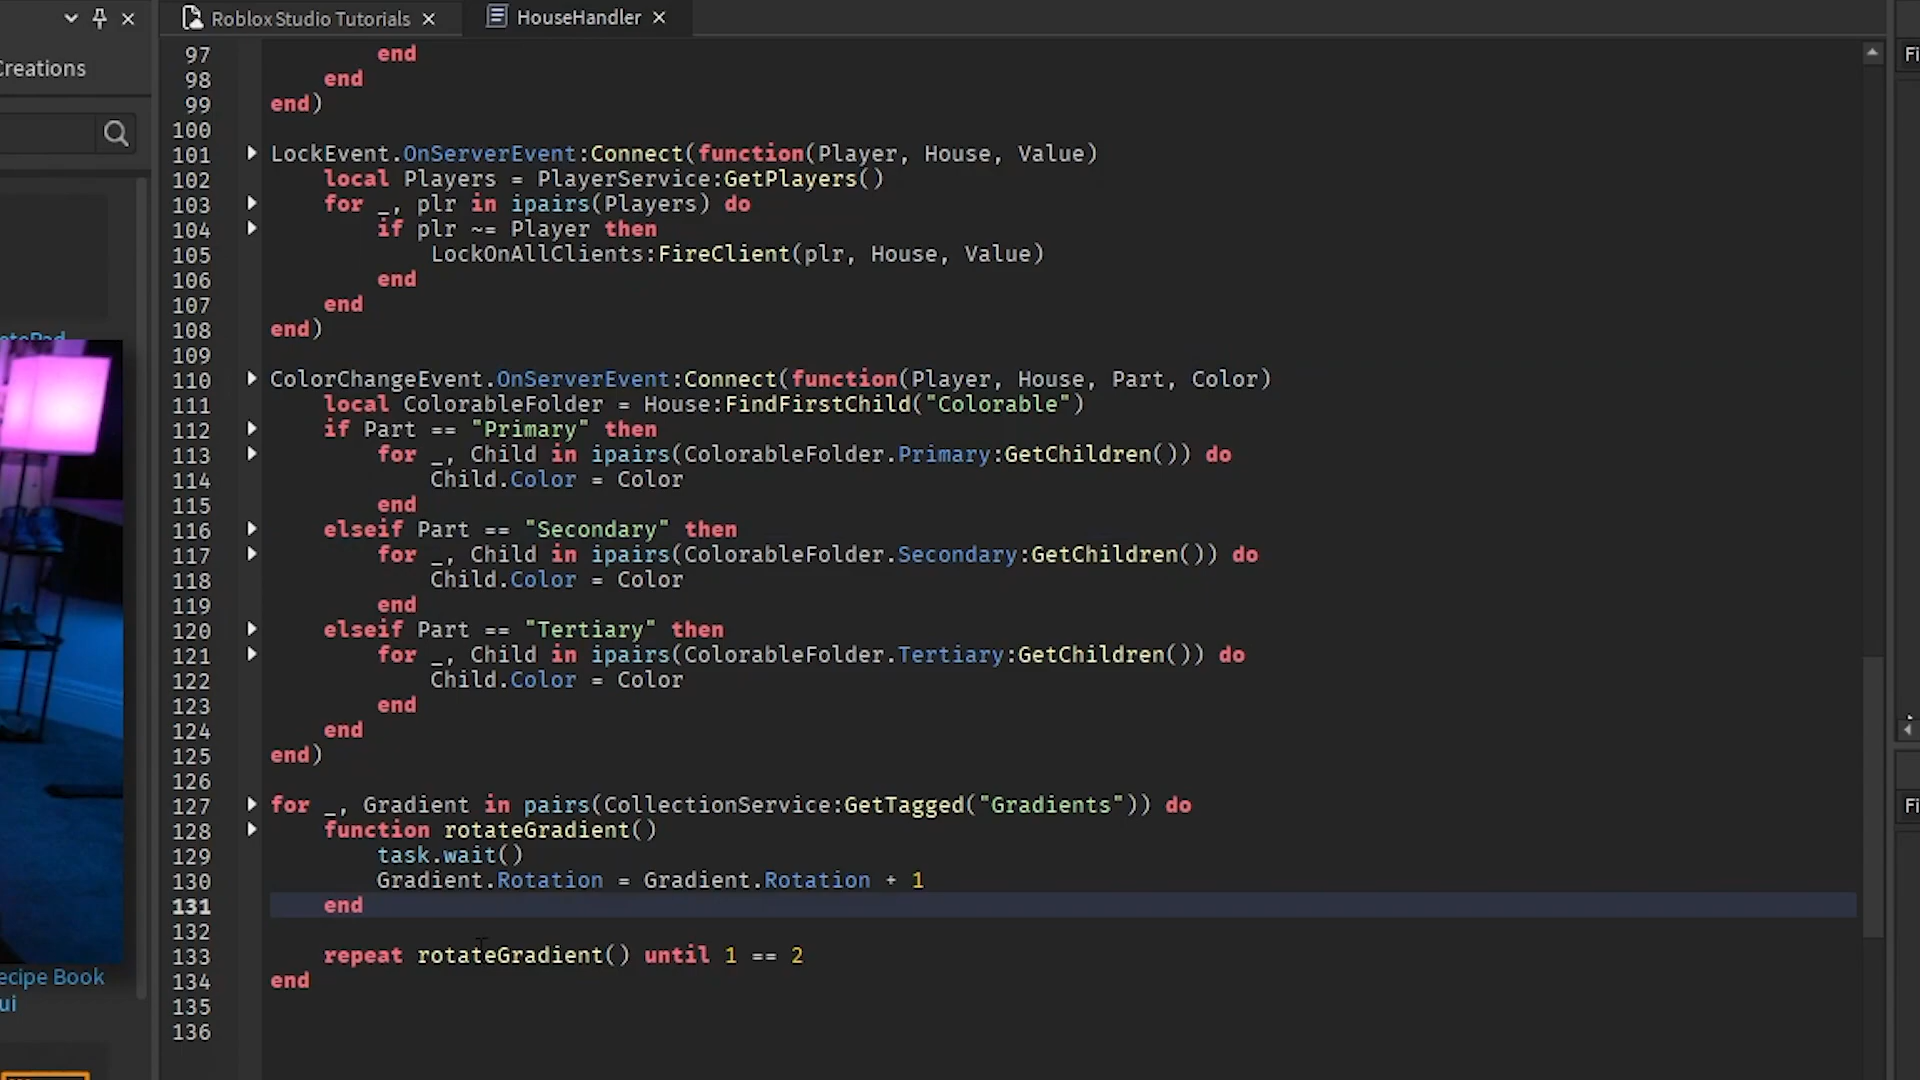 Roblox Studio Tutorials
HouseHandler
Creations
Recipe Book
ui
Fi
Fi
97 end
98 end
99 end)
100
101 LockEvent.OnServerEvent:Connect(function(Player, House, Value)
102 local Players = PlayerService:GetPlayers()
103 for _, plr in ipairs(Players) do
104 if plr ~= Player then
105 LockOnAllClients:FireClient(plr, House, Value)
106 end
107 end
108 end)
109
110 ColorChangeEvent.OnServerEvent:Connect(function(Player, House, Part, Color)
111 local ColorableFolder = House:FindFirstChild("Colorable")
112 if Part == "Primary" then
113 for _, Child in ipairs(ColorableFolder.Primary:GetChildren()) do
114 Child.Color = Color
115 end
116 elseif Part == "Secondary" then
117 for _, Child in ipairs(ColorableFolder.Secondary:GetChildren()) do
118 Child.Color = Color
119 end
120 elseif Part == "Tertiary" then
121 for _, Child in ipairs(ColorableFolder.Tertiary:GetChildren()) do
122 Child.Color = Color
123 end
124 end
125 end)
126
127 for _, Gradient in pairs(CollectionService:GetTagged("Gradients")) do
128 function rotateGradient()
129 task.wait()
130 Gradient.Rotation = Gradient.Rotation + 1
131 end
132
133 repeat rotateGradient() until 1 == 2
134 end
135
136